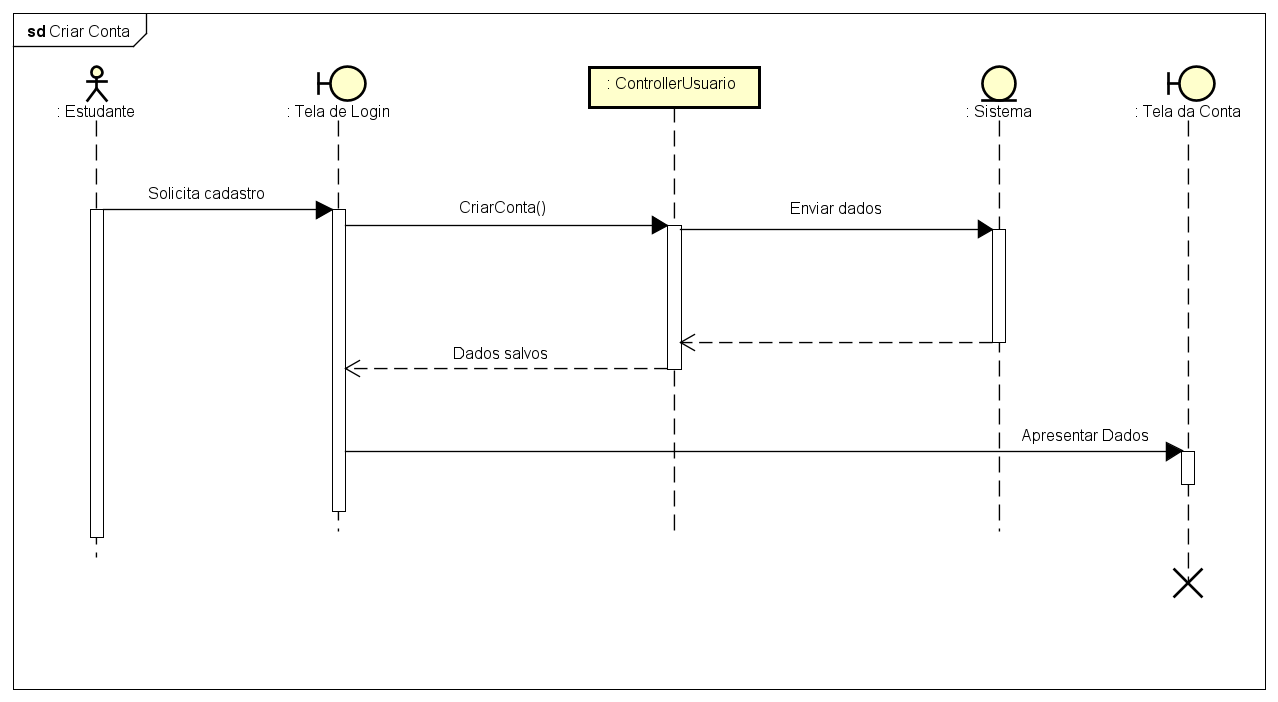 sd Criar Conta
: Estudante
: Tela de Login
: ControllerUsuario
: Sistema
: Tela da Conta
Solicita cadastro
CriarConta()
Enviar dados
Dados salvos
Apresentar Dados